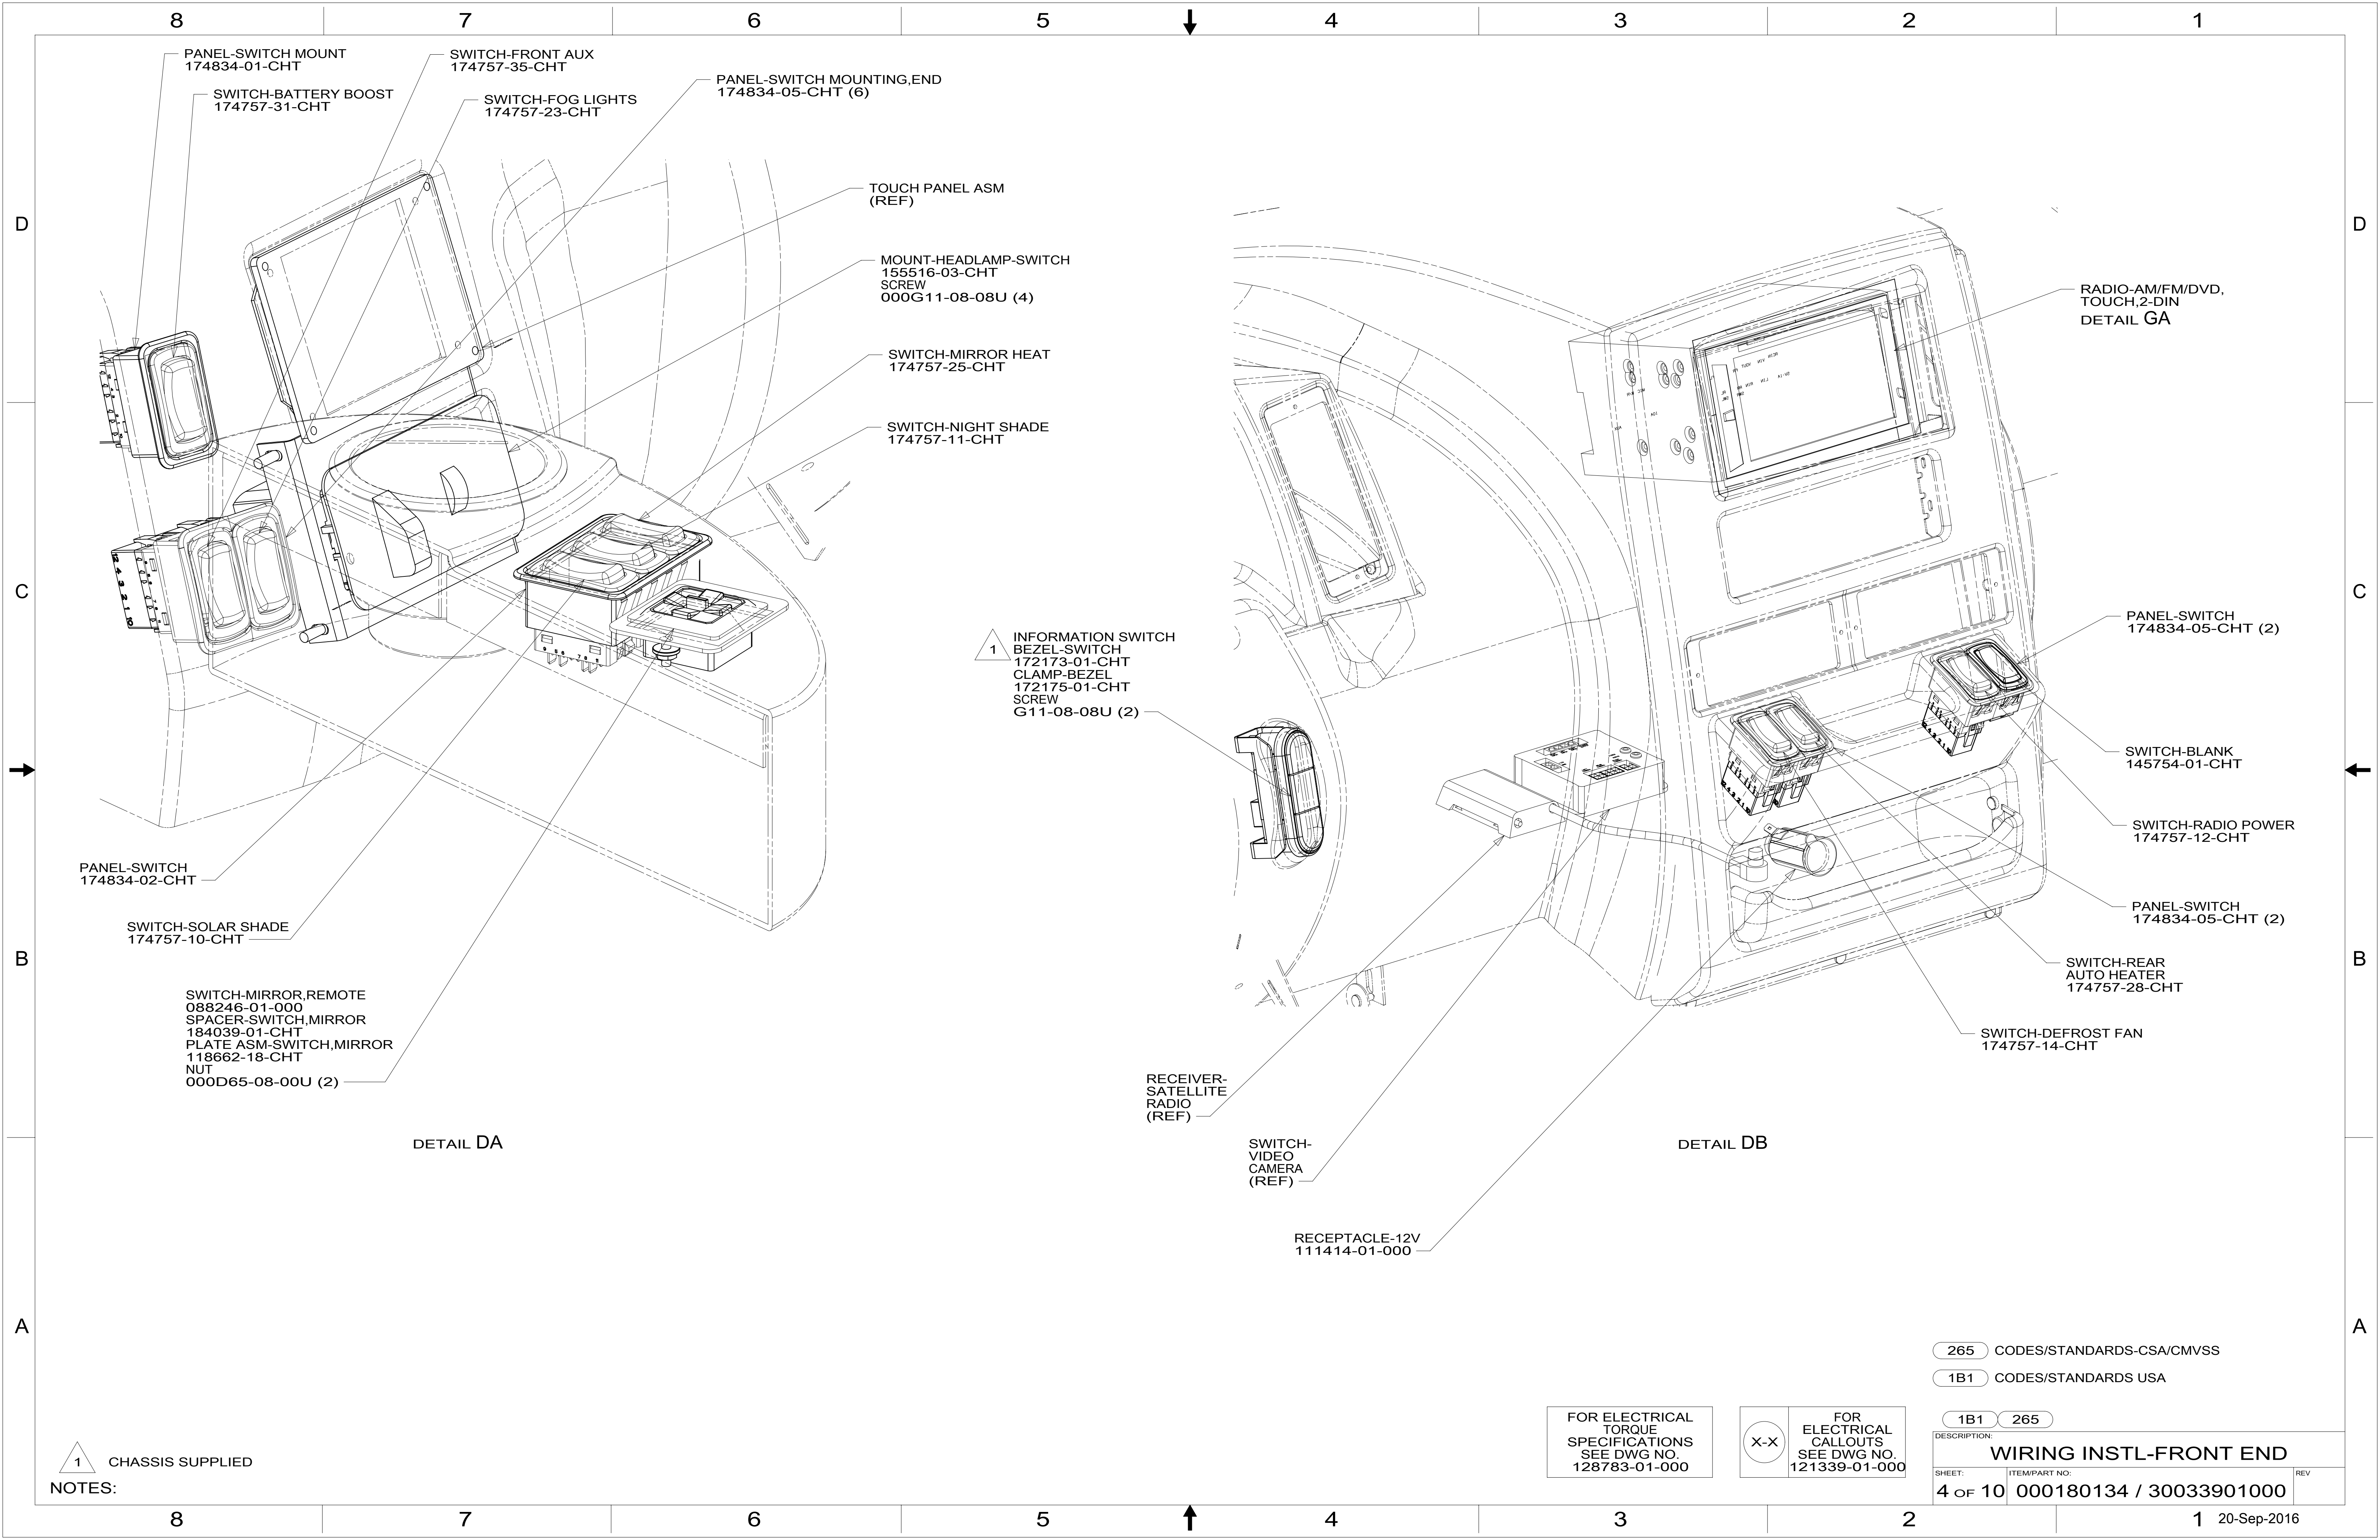 8 7 6 5 4 3 2 1
PANEL-SWITCH MOUNT
174834-01-CHT
SWITCH-BATTERY BOOST
174757-31-CHT
SWITCH-FRONT AUX
174757-35-CHT
SWITCH-FOG LIGHTS
174757-23-CHT
PANEL-SWITCH MOUNTING,END
174834-05-CHT (6)
TOUCH PANEL ASM
(REF)
MOUNT-HEADLAMP-SWITCH
155516-03-CHT
SCREW
000G11-08-08U (4)
SWITCH-MIRROR HEAT
174757-25-CHT
SWITCH-NIGHT SHADE
174757-11-CHT
D
C
B
A
PANEL-SWITCH
174834-02-CHT
SWITCH-SOLAR SHADE
174757-10-CHT
SWITCH-MIRROR,REMOTE
088246-01-000
SPACER-SWITCH,MIRROR
184039-01-CHT
PLATE ASM-SWITCH,MIRROR
118662-18-CHT
NUT
000D65-08-00U (2)
DETAIL DA
1
INFORMATION SWITCH
BEZEL-SWITCH
172173-01-CHT
CLAMP-BEZEL
172175-01-CHT
SCREW
G11-08-08U (2)
RADIO-AM/FM/DVD,
TOUCH,2-DIN
DETAIL GA
PANEL-SWITCH
174834-05-CHT (2)
SWITCH-BLANK
145754-01-CHT
SWITCH-RADIO POWER
174757-12-CHT
PANEL-SWITCH
174834-05-CHT (2)
SWITCH-REAR
AUTO HEATER
174757-28-CHT
SWITCH-DEFROST FAN
174757-14-CHT
RECEIVER-
SATELLITE
RADIO
(REF)
SWITCH-
VIDEO
CAMERA
(REF)
RECEPTACLE-12V
111414-01-000
DETAIL DB
D
C
B
A
265 CODES/STANDARDS-CSA/CMVSS
1B1 CODES/STANDARDS USA
1B1 265
FOR ELECTRICAL
TORQUE
SPECIFICATIONS
SEE DWG NO.
128783-01-000
X-X
FOR
ELECTRICAL
CALLOUTS
SEE DWG NO.
121339-01-000
DESCRIPTION:
WIRING INSTL-FRONT END
SHEET:
4 OF 10
ITEM/PART NO:
000180134 / 30033901000
REV
1 CHASSIS SUPPLIED
NOTES:
8 7 6 5 4 3 2 1
20-Sep-2016